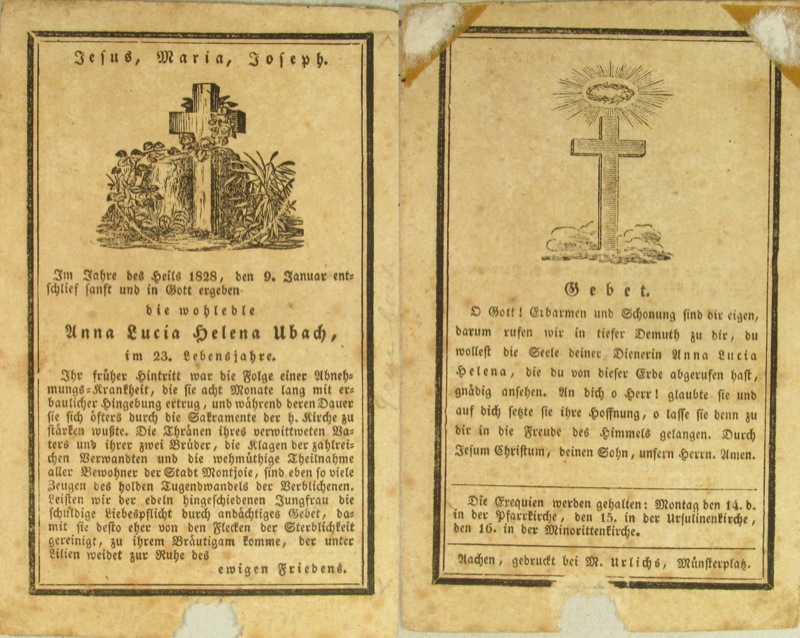 Jesus, Maria, Joseph.
Im Jahre des Heils 1828, den 9. Januar ent-
schlief sanft und in Gott ergeben
die wohledle
Anna Lucia Helena Ubach,
im 23. Lebensjahre.
Ihr früher Hintritt war die Folge einer Abneh-
mungs-Krankheit, die sie acht Monate lang mit er-
baulicher Hingebung ertrug, und während deren Dauer
sie sich öfters durch die Sakramente der h. Kirche zu
stärken wußte. Die Thränen ihres verwittweten Va-
ters und ihrer zwei Brüder, die Klagen der zahlrei-
chen Verwandten und die wehmüthige Theilnahme
aller Bewohner der Stadt Montjoie, sind eben so viele
Zeugen des holden Tugendwandels der Verblichenen.
Leisten wir der edeln hingeschiedenen Jungfrau die
schuldige Liebespflicht durch andächtiges Gebet, da-
mit sie desto eher von den Flecken der Sterblichkeit
gereinigt, zu ihrem Bräutigam komme, der unter
Lilien weidet zur Ruhe des
ewigen Friedens.
Gebet.
O Gott! Erbarmen und Schonung sind dir eigen,
darum rufen wir in tiefer Demuth zu dir, du
wollest die Seele deiner Dienerin Anna Lucia
Helena, die du von dieser Erde abgerufen hast,
gnädig ansehen. An dich o Herr! glaubte sie und
auf dich setzte sie ihre Hoffnung, o lasse sie denn zu
dir in die Freude des Himmels gelangen. Durch
Jesum Christum, deinen Sohn, unsern Herrn. Amen.
Die Exequien werden gehalten: Montag den 14. d.
in der Pfarrkirche, den 15. in der Ursulinenkirche,
den 16. in der Minoritenkirche.
Aachen, gedruckt bei M. Urlichs, Münsterplatz.